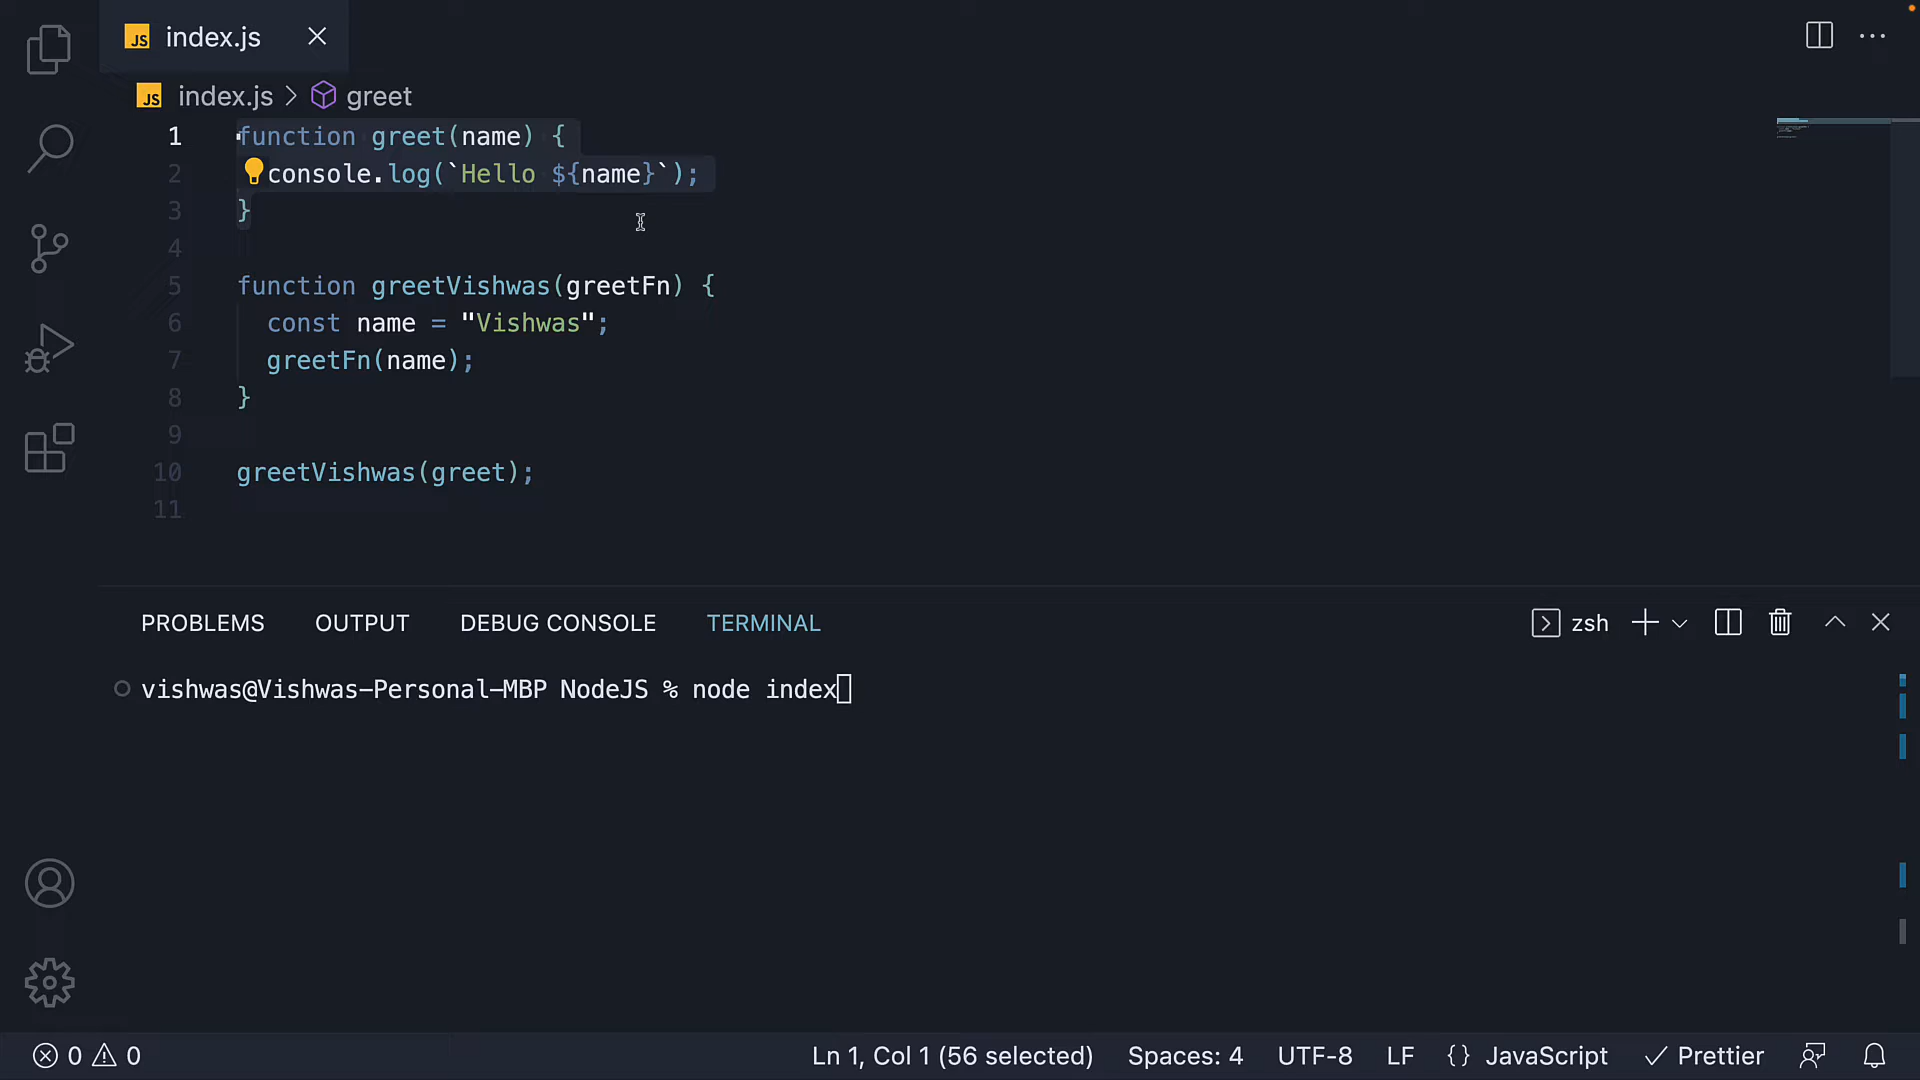 JS index.js
JS index.js > greet
1 function greet(name) {
2 console.log(`Hello ${name}`);
3 }
4
5 function greetVishwas(greetFn) {
6 const name = "Vishwas";
7 greetFn(name);
8 }
9
10 greetVishwas(greet);
11
PROBLEMS OUTPUT DEBUG CONSOLE TERMINAL zsh
vishwas@Vishwas-Personal-MBP NodeJS % node index
0 0 Ln 1, Col 1 (56 selected) Spaces: 4 UTF-8 LF {} JavaScript Prettier